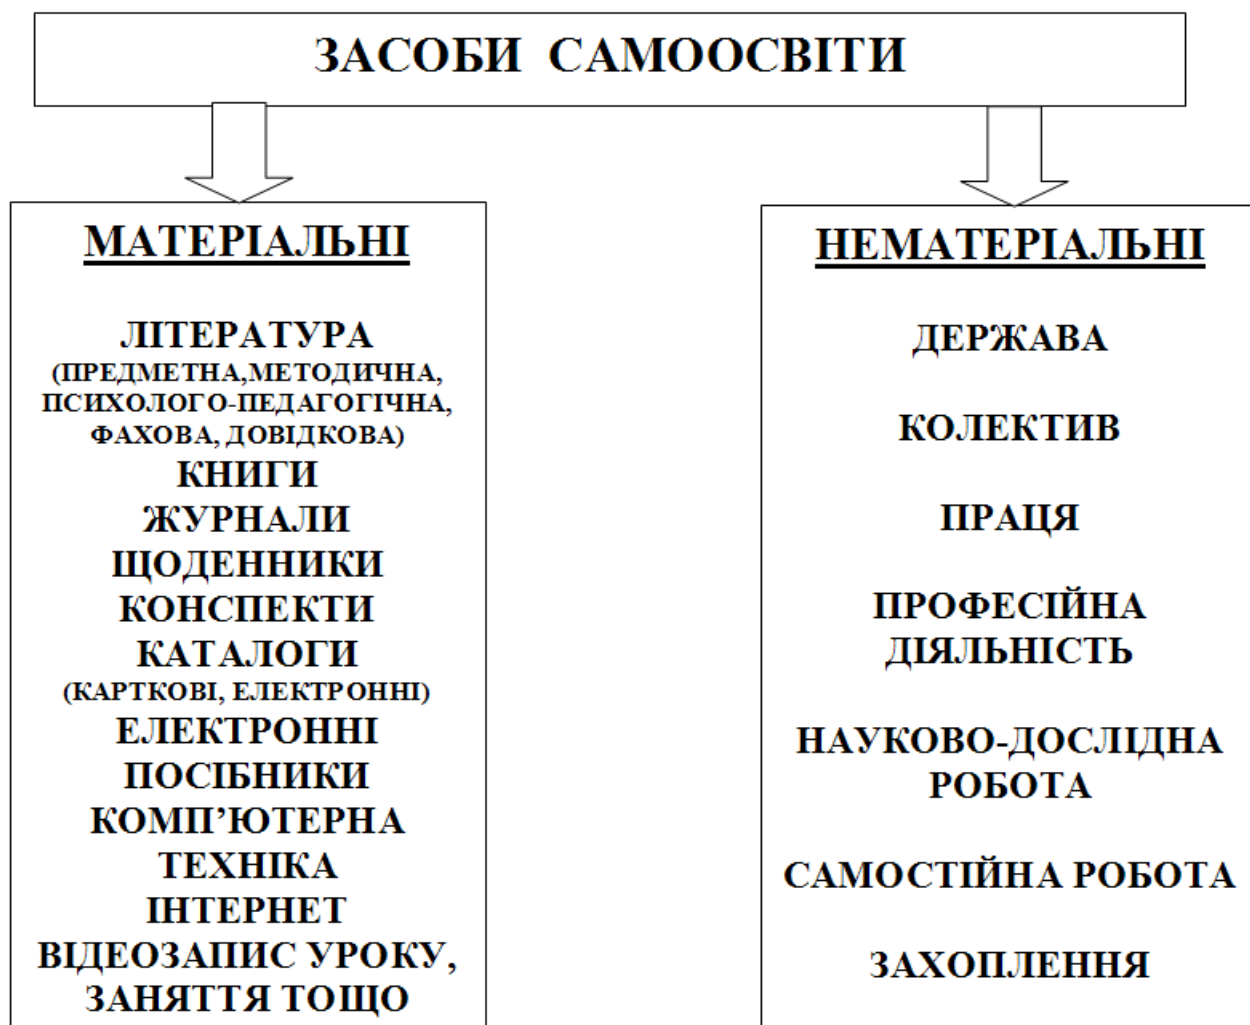 ЗАСОБИ САМООСВІТИ
МАТЕРІАЛЬНІ
ЛІТЕРАТУРА
(ПРЕДМЕТНА,МЕТОДИЧНА,
ПСИХОЛОГО-ПЕДАГОГІЧНА,
ФАХОВА, ДОВІДКОВА)
КНИГИ
ЖУРНАЛИ
ЩОДЕННИКИ
КОНСПЕКТИ
КАТАЛОГИ
(КАРТКОВІ, ЕЛЕКТРОННІ)
ЕЛЕКТРОННІ
ПОСІБНИКИ
КОМП’ЮТЕРНА
ТЕХНІКА
ІНТЕРНЕТ
ВІДЕОЗАПИС УРОКУ,
ЗАНЯТТЯ ТОЩО
НЕМАТЕРІАЛЬНІ
ДЕРЖАВА
КОЛЕКТИВ
ПРАЦЯ
ПРОФЕСІЙНА
ДІЯЛЬНІСТЬ
НАУКОВО-ДОСЛІДНА
РОБОТА
САМОСТІЙНА РОБОТА
ЗАХОПЛЕННЯ